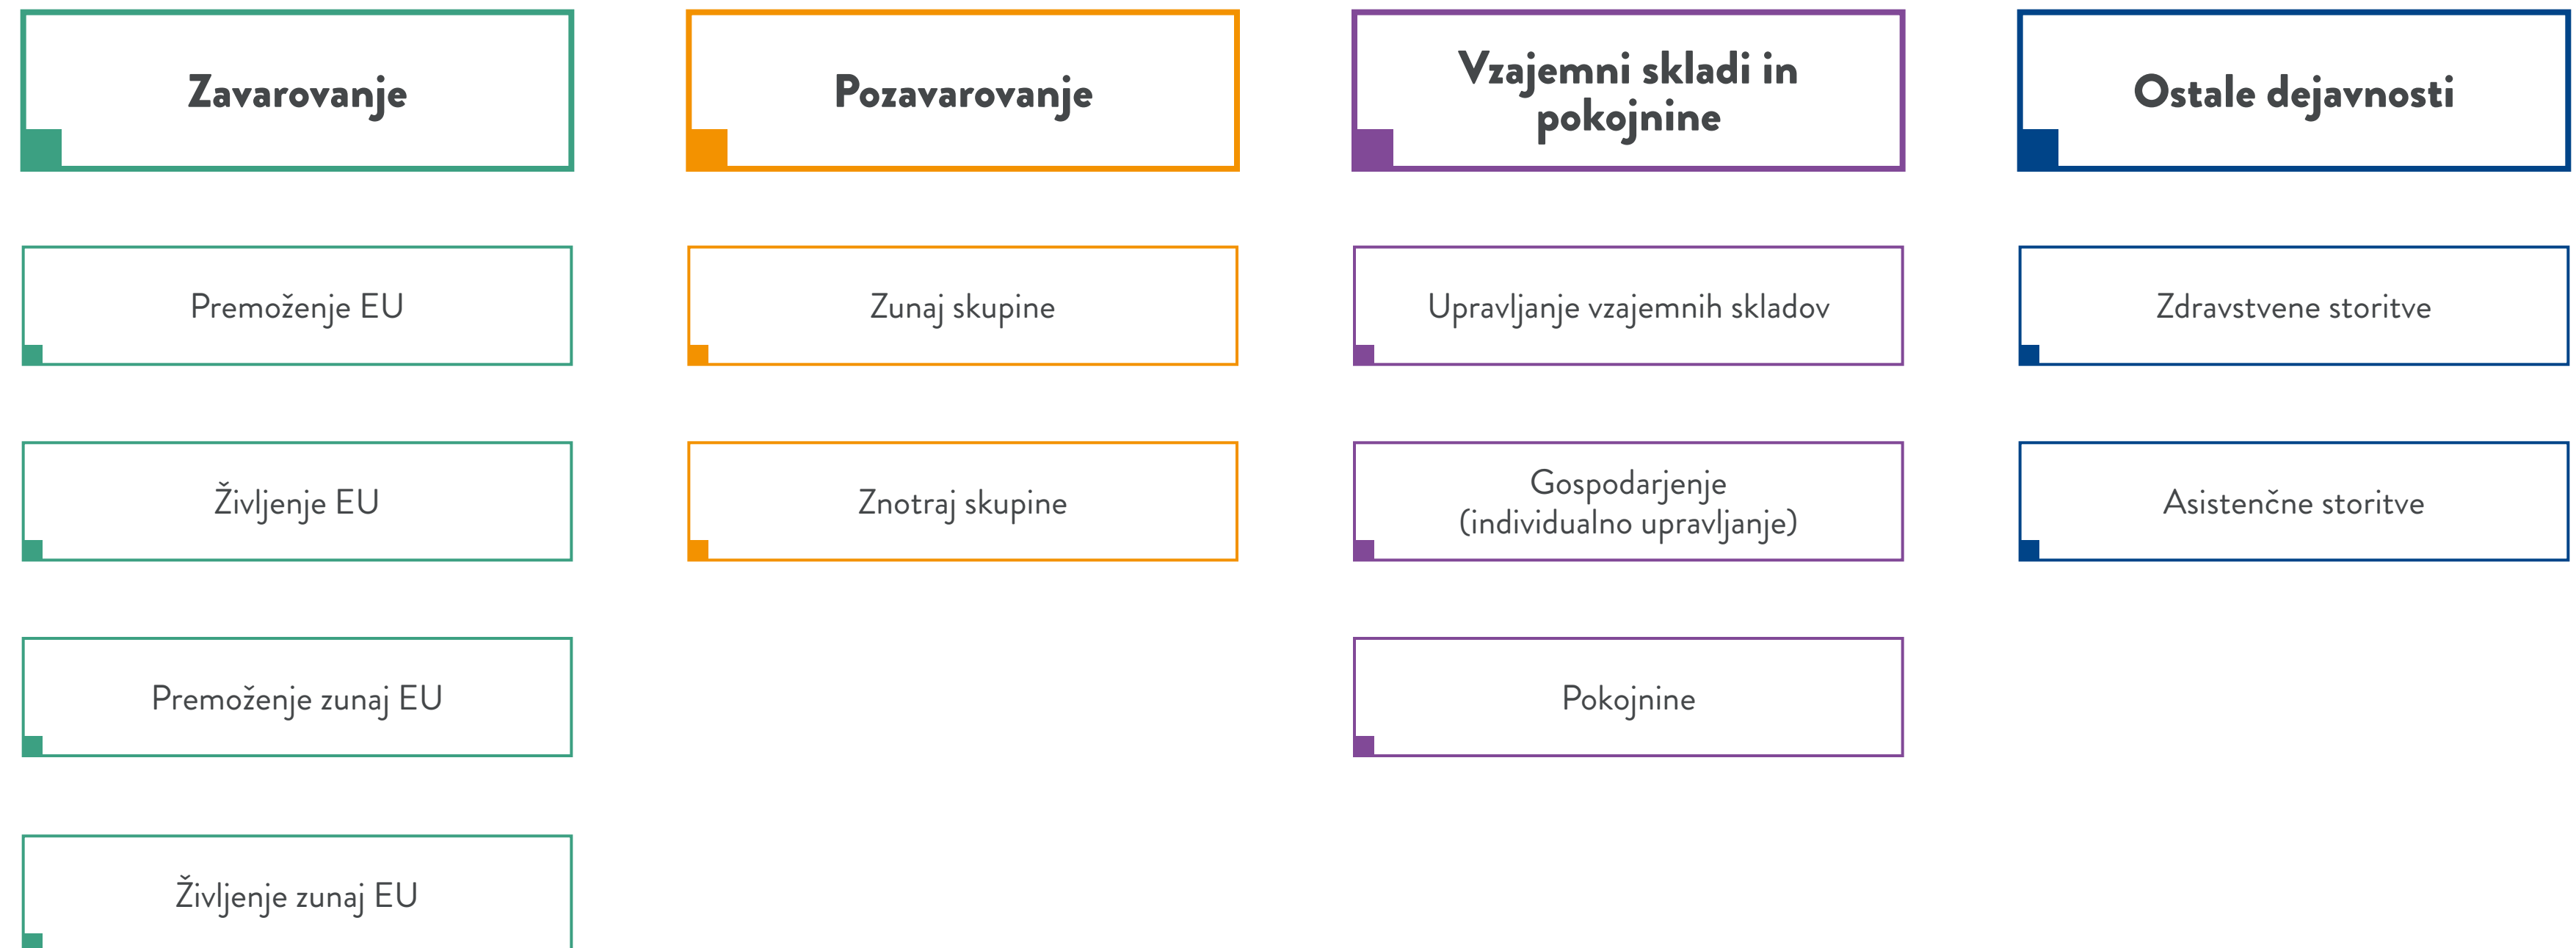 Zavarovanje
Premoženje EU
Življenje EU
Premoženje zunaj EU
Življenje zunaj EU
Pozavarovanje
Zunaj skupine
Znotraj skupine
Vzajemni skladi in
pokojnine
Upravljanje vzajemnih skladov
Gospodarjenje
(individualno upravljanje)
Pokojnine
Ostale dejavnosti
Zdravstvene storitve
Asistenčne storitve